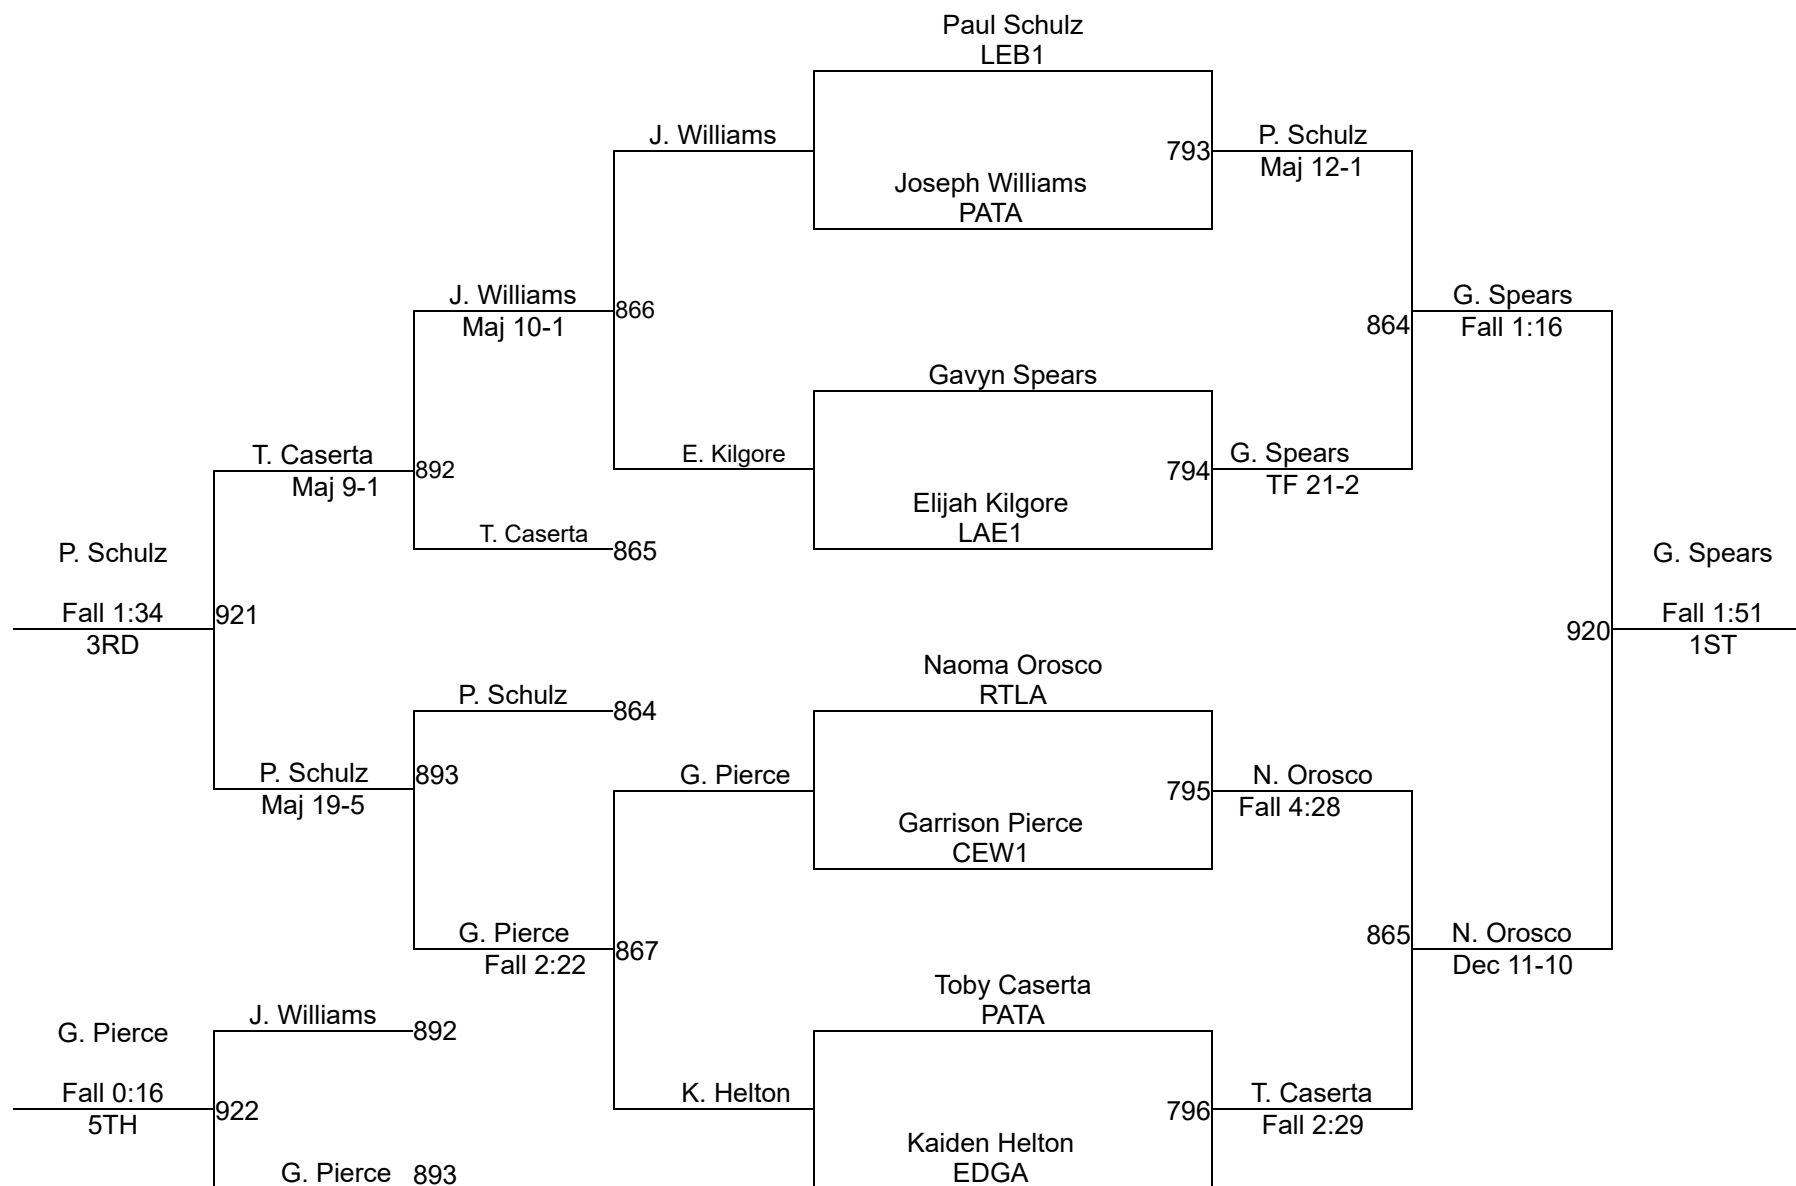 Paul Schulz
LEB1
J. Williams
793
P. Schulz
Maj 12-1
Joseph Williams
PATA
J. Williams
Maj 10-1
866
864
G. Spears
Fall 1:16
Gavyn Spears
T. Caserta
Maj 9-1
892
E. Kilgore
794
G. Spears
TF 21-2
Elijah Kilgore
LAE1
T. Caserta
865
P. Schulz
Fall 1:34
3RD
921
920
G. Spears
Fall 1:51
1ST
Naoma Orosco
RTLA
P. Schulz
864
P. Schulz
Maj 19-5
893
G. Pierce
795
N. Orosco
Fall 4:28
Garrison Pierce
CEW1
G. Pierce
Fall 2:22
867
865
N. Orosco
Dec 11-10
Toby Caserta
PATA
J. Williams
892
G. Pierce
Fall 0:16
5TH
922
K. Helton
796
T. Caserta
Fall 2:29
Kaiden Helton
EDGA
G. Pierce
893